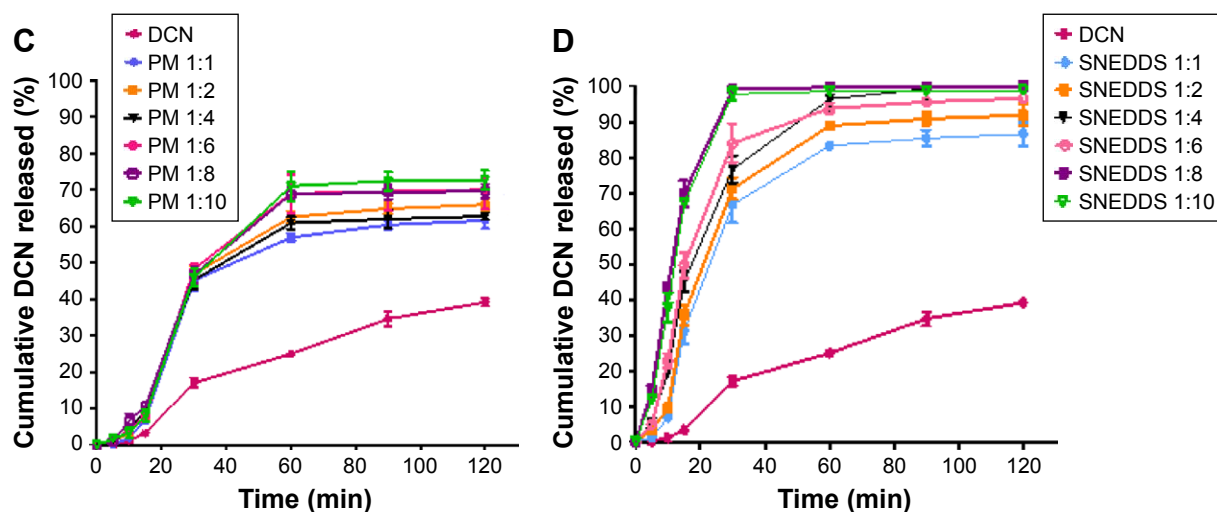 C
DCN
PM 1:1
PM 1:2
PM 1:4
PM 1:6
PM 1:8
PM 1:10
Cumulative DCN released (%)
100
90
80
70
60
50
40
30
20
10
0
0 20 40 60 80 100 120
Time (min)
D
DCN
SNEDDS 1:1
SNEDDS 1:2
SNEDDS 1:4
SNEDDS 1:6
SNEDDS 1:8
SNEDDS 1:10
Cumulative DCN released (%)
100
90
80
70
60
50
40
30
20
10
0
0 20 40 60 80 100 120
Time (min)